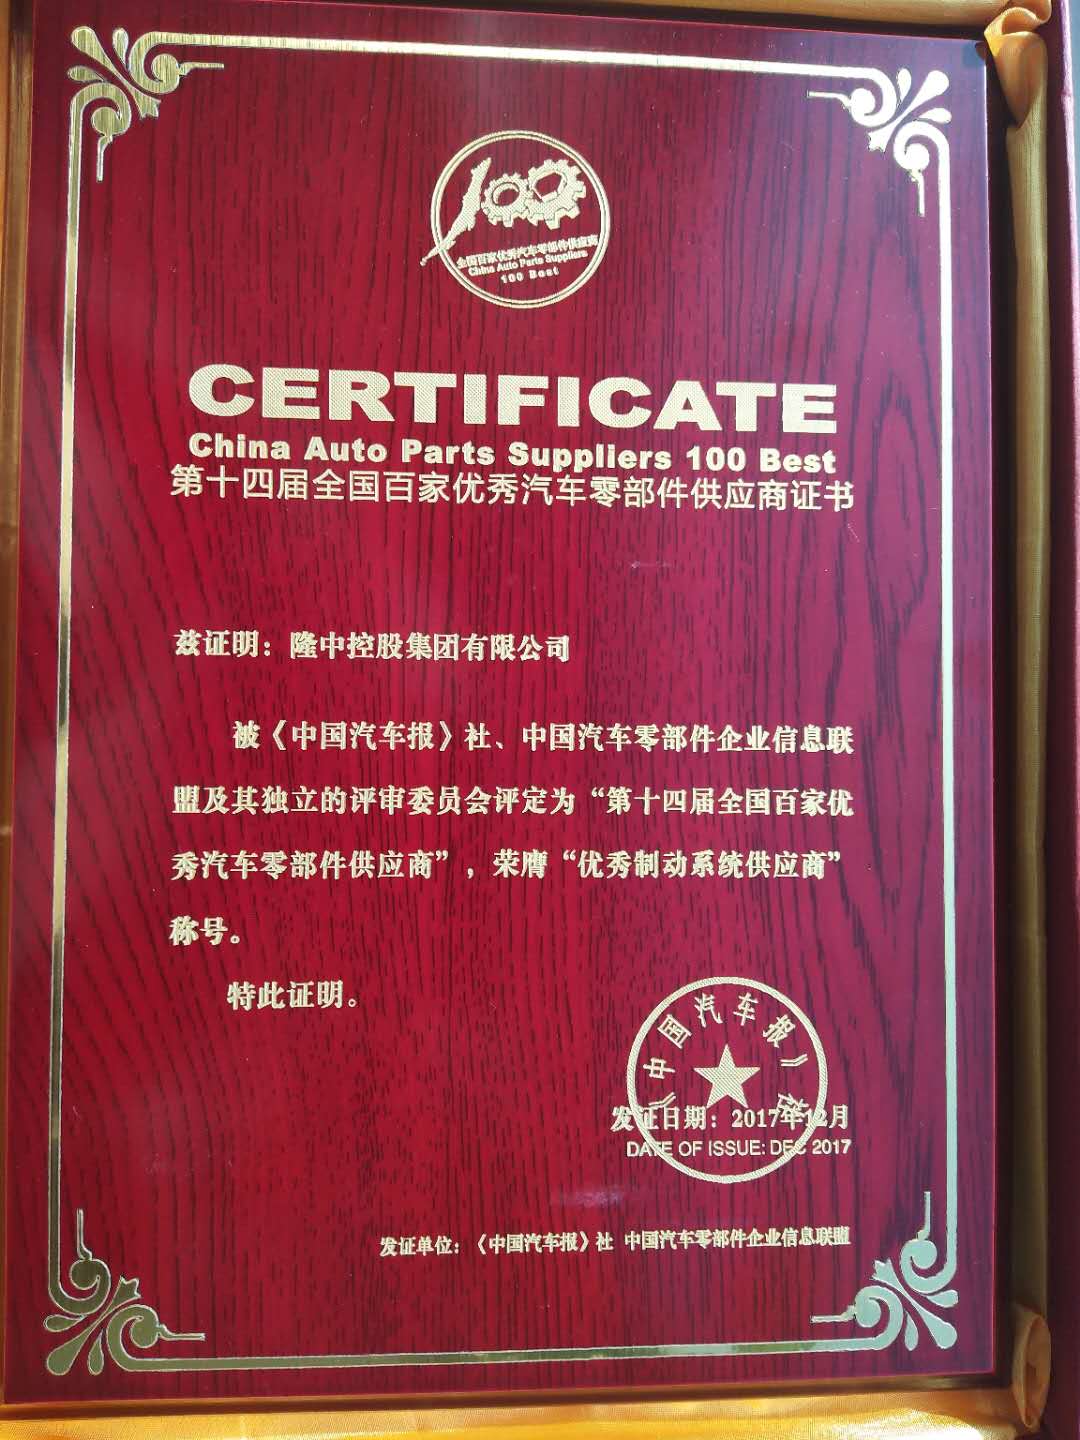 100
全国百家优秀汽车零部件供应商
China Auto Parts Suppliers
100 Best
CERTIFICATE
China Auto Parts Suppliers 100 Best
第十四届全国百家优秀汽车零部件供应商证书
兹证明：隆中控股集团有限公司
被《中国汽车报》社、中国汽车零部件企业信息联
盟及其独立的评审委员会评定为“第十四届全国百家优
秀汽车零部件供应商”，荣膺“优秀制动系统供应商”
称号。
特此证明。
《中国汽车报》社
发证日期：2017年12月
DATE OF ISSUE: DEC 2017
发证单位：《中国汽车报》社 中国汽车零部件企业信息联盟